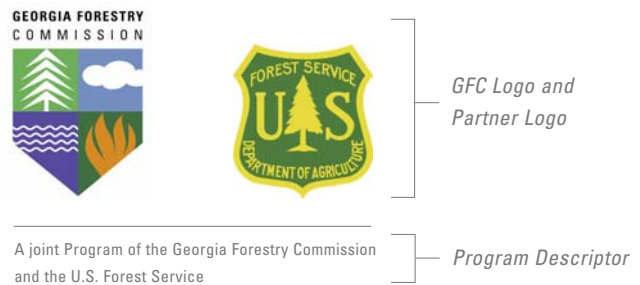 GEORGIA FORESTRY
COMMISSION
FOREST SERVICE
U S
DEPARTMENT OF AGRICULTURE
GFC Logo and
Partner Logo
A joint Program of the Georgia Forestry Commission
and the U.S. Forest Service
Program Descriptor